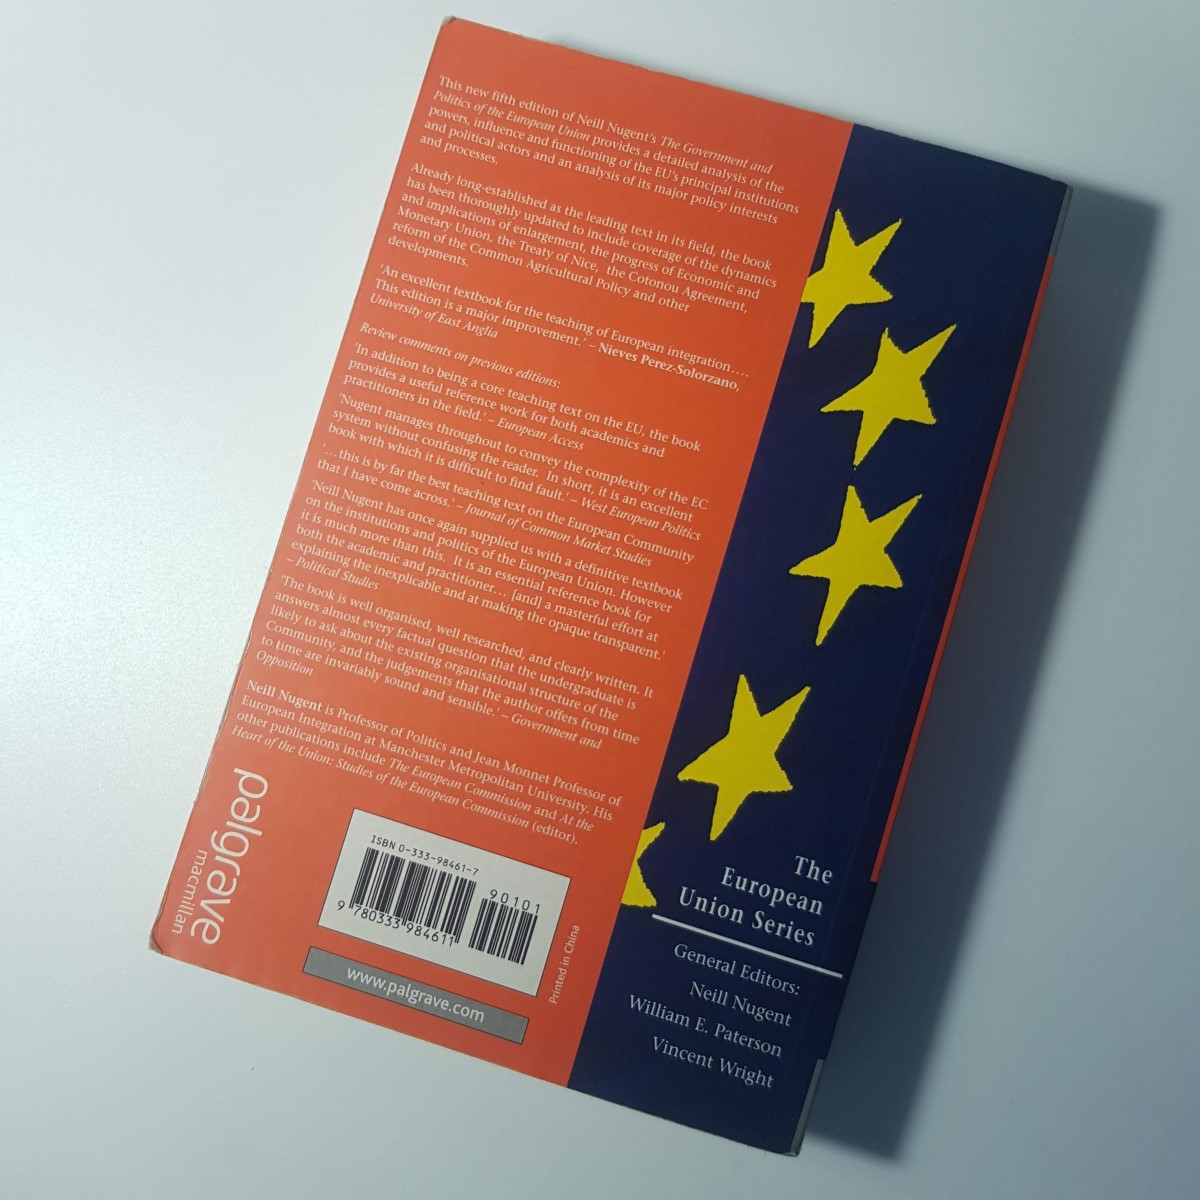 This new fifth edition of Neill Nugent's The Government and
Politics of the European Union provides a detailed analysis of the
powers, influence and functioning of the EU's principal institutions
and political actors and an analysis of its major policy interests
and processes.
Already long-established as the leading text in its field, the book
has been thoroughly updated to include coverage of the dynamics
and implications of enlargement, the progress of Economic and
Monetary Union, the Treaty of Nice, the Cotonou Agreement,
reform of the Common Agricultural Policy and other
developments.
'An excellent textbook for the teaching of European integration....
This edition is a major improvement.' – Nieves Perez-Solorzano,
University of East Anglia
Review comments on previous editions:
'In addition to being a core teaching text on the EU, the book
provides a useful reference work for both academics and
practitioners in the field.' – European Access
'Nugent manages throughout to convey the complexity of the EC
system without confusing the reader. In short, it is an excellent
book with which it is difficult to find fault.' – West European Politics
'...this is by far the best teaching text on the European Community
that I have come across.' – Journal of Common Market Studies
'Neill Nugent has once again supplied us with a definitive textbook
on the institutions and politics of the European Union. However
it is much more than this. It is an essential reference book for
both the academic and practitioner... [and] a masterful effort at
explaining the inexplicable and at making the opaque transparent.'
– Political Studies
'The book is well organised, well researched, and clearly written. It
answers almost every factual question that the undergraduate is
likely to ask about the existing organisational structure of the
Community, and the judgements that the author offers from time
to time are invariably sound and sensible.' – Government and
Opposition
Neill Nugent is Professor of Politics and Jean Monnet Professor of
European Integration at Manchester Metropolitan University. His
other publications include The European Commission and At the
Heart of the Union: Studies of the European Commission (editor).
palgrave
macmillan
ISBN 0-333-98461-7
90101
9 780333 984611
Printed in China
www.palgrave.com
The
European
Union Series
General Editors:
Neill Nugent
William E. Paterson
Vincent Wright